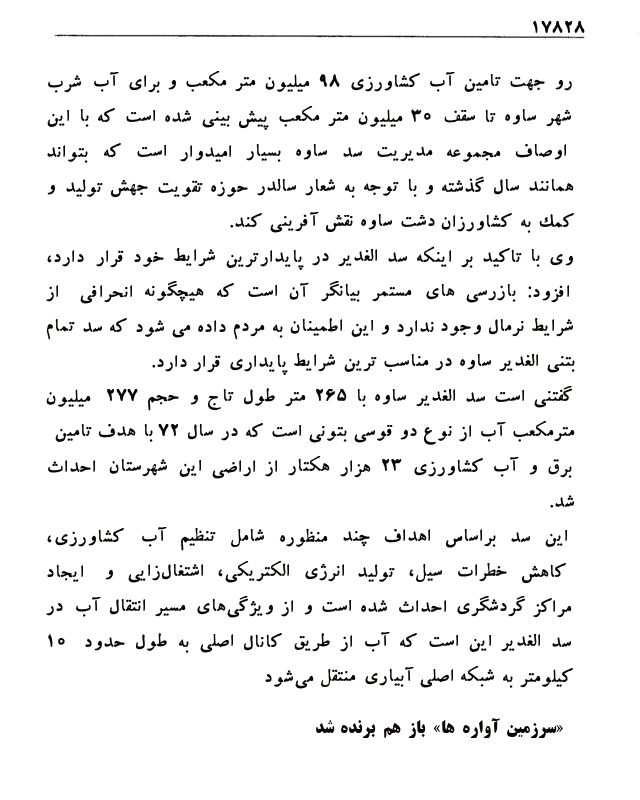 ۱۷۸۲۸
رو جهت تامین آب کشاورزی ۹۸ میلیون متر مکعب و برای آب شرب
شهر ساوه تا سقف ۳۰ میلیون متر مکعب پیش بینی شده است که با این
اوصاف مجموعه مدیریت سد ساوه بسیار امیدوار است که بتواند
همانند سال گذشته و با توجه به شعار سالدر حوزه تقویت جهش تولید و
کمك به کشاورزان دشت ساوه نقش آفرینی کند.
وی با تاکید بر اینکه سد الغدیر در پایدارترین شرایط خود قرار دارد،
افزود: بازرسی های مستمر بیانگر آن است که هیچگونه انحرافی از
شرایط نرمال وجود ندارد و این اطمینان به مردم داده می شود که سد تمام
بتنی الغدیر ساوه در مناسب ترین شرایط پایداری قرار دارد.
گفتنی است سد الغدیر ساوه با ۲۶۵ متر طول تاج و حجم ۲۷۷ میلیون
مترمکعب آب از نوع دو قوسی بتونی است که در سال ۷۲ با هدف تامین
برق و آب کشاورزی ۲۳ هزار هکتار از اراضی این شهرستان احداث
شد.
این سد براساس اهداف چند منظوره شامل تنظیم آب کشاورزی،
کاهش خطرات سیل، تولید انرژی الکتریکی، اشتغال‌زایی و ایجاد
مراکز گردشگری احداث شده است و از ویژگی‌های مسیر انتقال آب در
سد الغدیر این است که آب از طریق کانال اصلی به طول حدود ۱۰
کیلومتر به شبکه اصلی آبیاری منتقل می‌شود
«سرزمین آواره ها» باز هم برنده شد